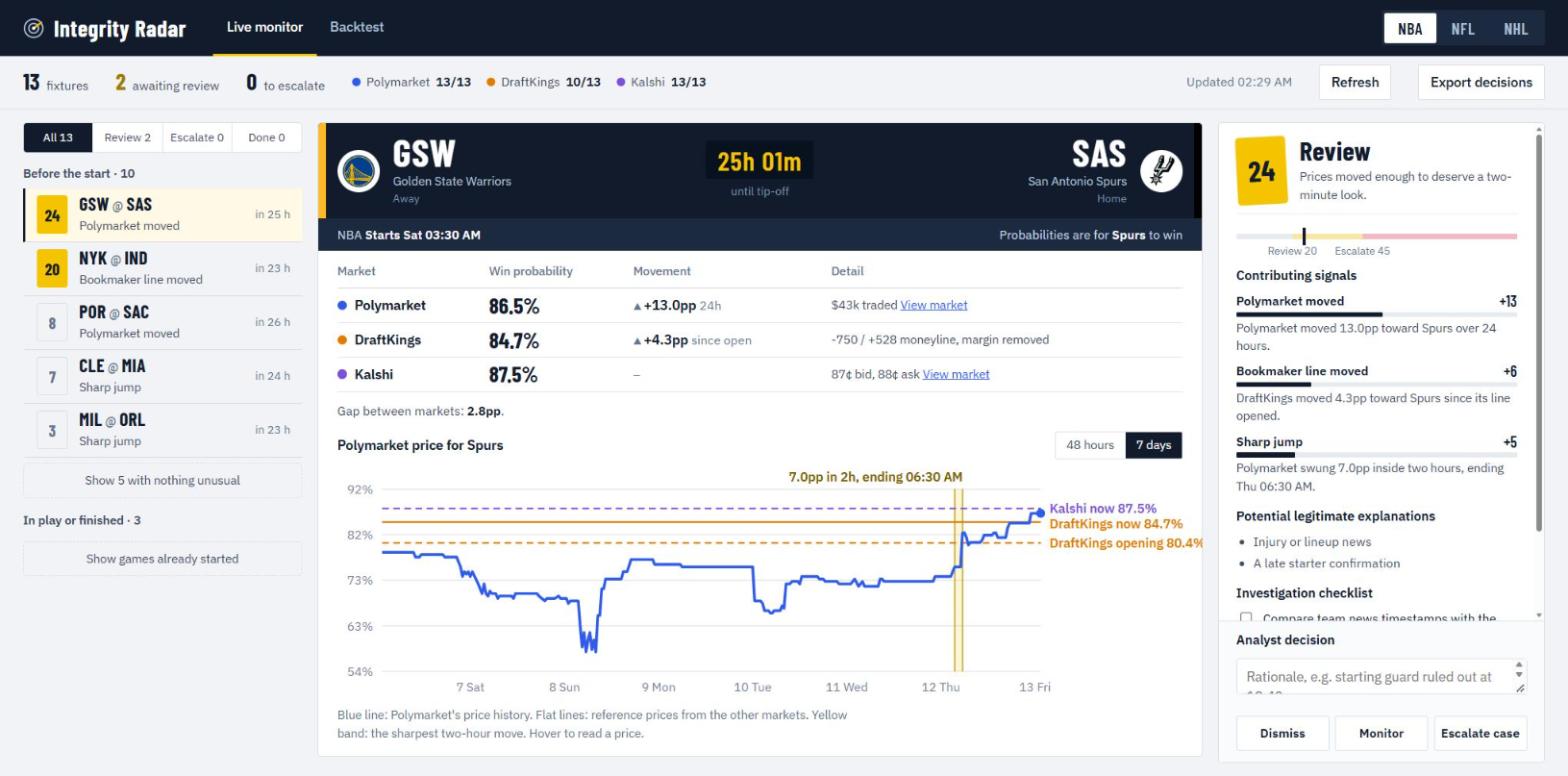 Integrity Radar
Live monitor
Backtest
NBA
NFL
NHL
13 fixtures
2 awaiting review
0 to escalate
Polymarket 13/13
DraftKings 10/13
Kalshi 13/13
Updated 02:29 AM
Refresh
Export decisions
All 13
Review 2
Escalate 0
Done 0
Before the start · 10
24
GSW @ SAS
Polymarket moved
in 25 h
20
NYK @ IND
Bookmaker line moved
in 23 h
8
POR @ SAC
Polymarket moved
in 26 h
7
CLE @ MIA
Sharp jump
in 24 h
3
MIL @ ORL
Sharp jump
in 23 h
Show 5 with nothing unusual
In play or finished · 3
Show games already started
GSW
Golden State Warriors
Away
25h 01m
until tip-off
SAS
San Antonio Spurs
Home
NBA Starts Sat 03:30 AM
Probabilities are for Spurs to win
Market Win probability Movement Detail
Polymarket 86.5% ▲ +13.0pp 24h $43k traded View market
DraftKings 84.7% ▲ +4.3pp since open -750 / +528 moneyline, margin removed
Kalshi 87.5% – 87¢ bid, 88¢ ask View market
Gap between markets: 2.8pp.
Polymarket price for Spurs
48 hours
7 days
7.0pp in 2h, ending 06:30 AM
92%
82%
73%
63%
54%
Kalshi now 87.5%
DraftKings now 84.7%
DraftKings opening 80.4%
7 Sat
8 Sun
9 Mon
10 Tue
11 Wed
12 Thu
13 Fri
Blue line: Polymarket's price history. Flat lines: reference prices from the other markets. Yellow
band: the sharpest two-hour move. Hover to read a price.
24
Review
Prices moved enough to deserve a two-
minute look.
Review 20
Escalate 45
Contributing signals
Polymarket moved +13
Polymarket moved 13.0pp toward Spurs over 24
hours.
Bookmaker line moved +6
DraftKings moved 4.3pp toward Spurs since its line
opened.
Sharp jump +5
Polymarket swung 7.0pp inside two hours, ending
Thu 06:30 AM.
Potential legitimate explanations
• Injury or lineup news
• A late starter confirmation
Investigation checklist
Compare team news timestamps with the
Analyst decision
Rationale, e.g. starting guard ruled out at
Dismiss
Monitor
Escalate case